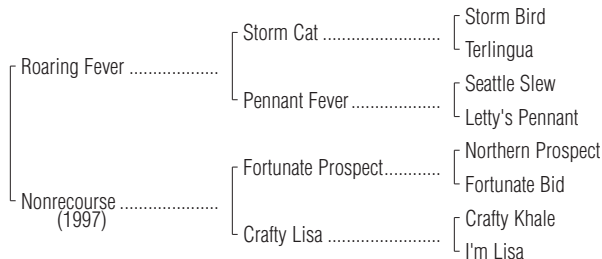 Storm Bird
Storm Cat ..............................
Terlingua
Roaring Fever ......................
Seattle Slew
Pennant Fever.......................
Letty's Pennant
Northern Prospect
Fortunate Prospect..............
Fortunate Bid
Nonrecourse ........................
(1997)
Crafty Khale
Crafty Lisa ............................
I'm Lisa